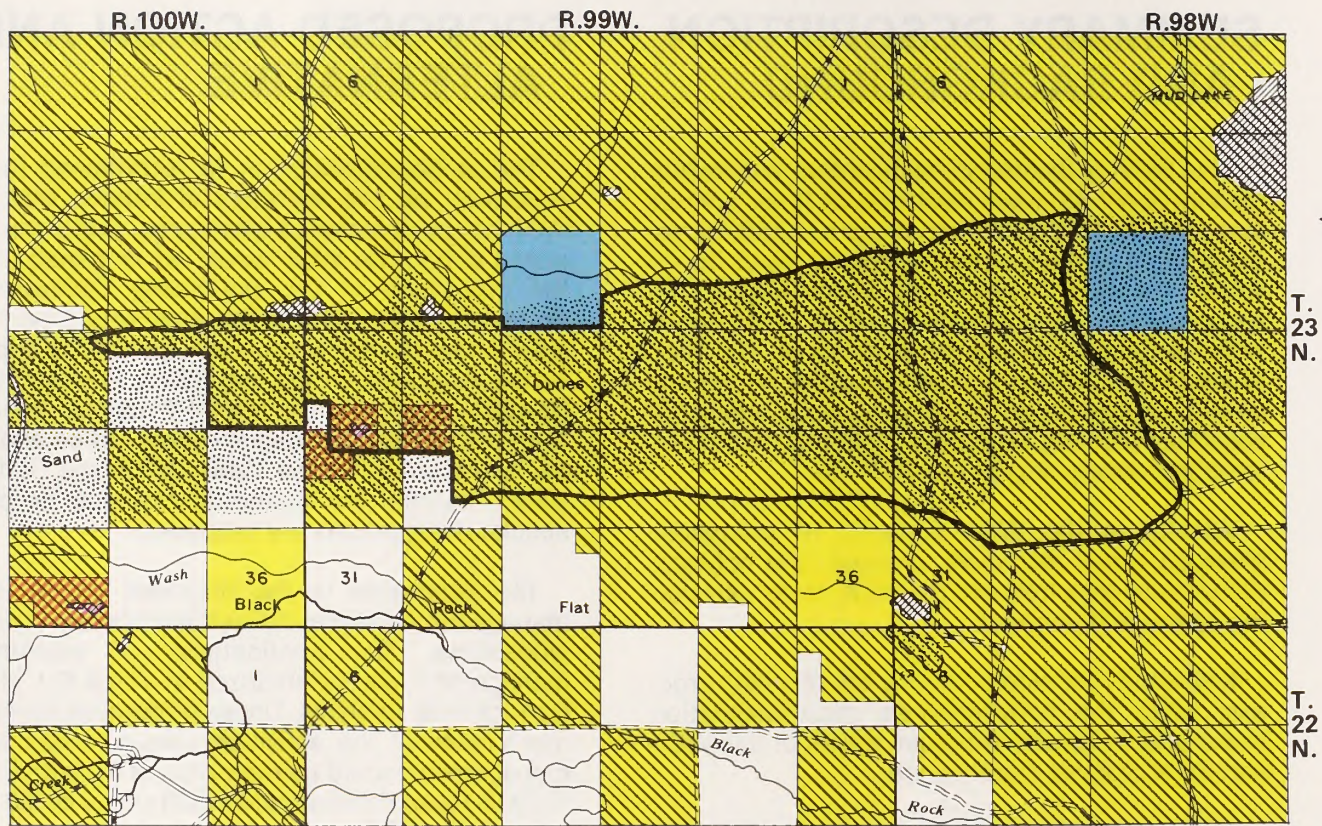 R.100W. R.99W. R.98W.
1 6 1 6
MUD LAKE
T.
23
N.
Dunes
Sand
Wash 36 31 36 31
Black Rock Flat
1 6 6
T.
22
N.
Black
Creek
Rock